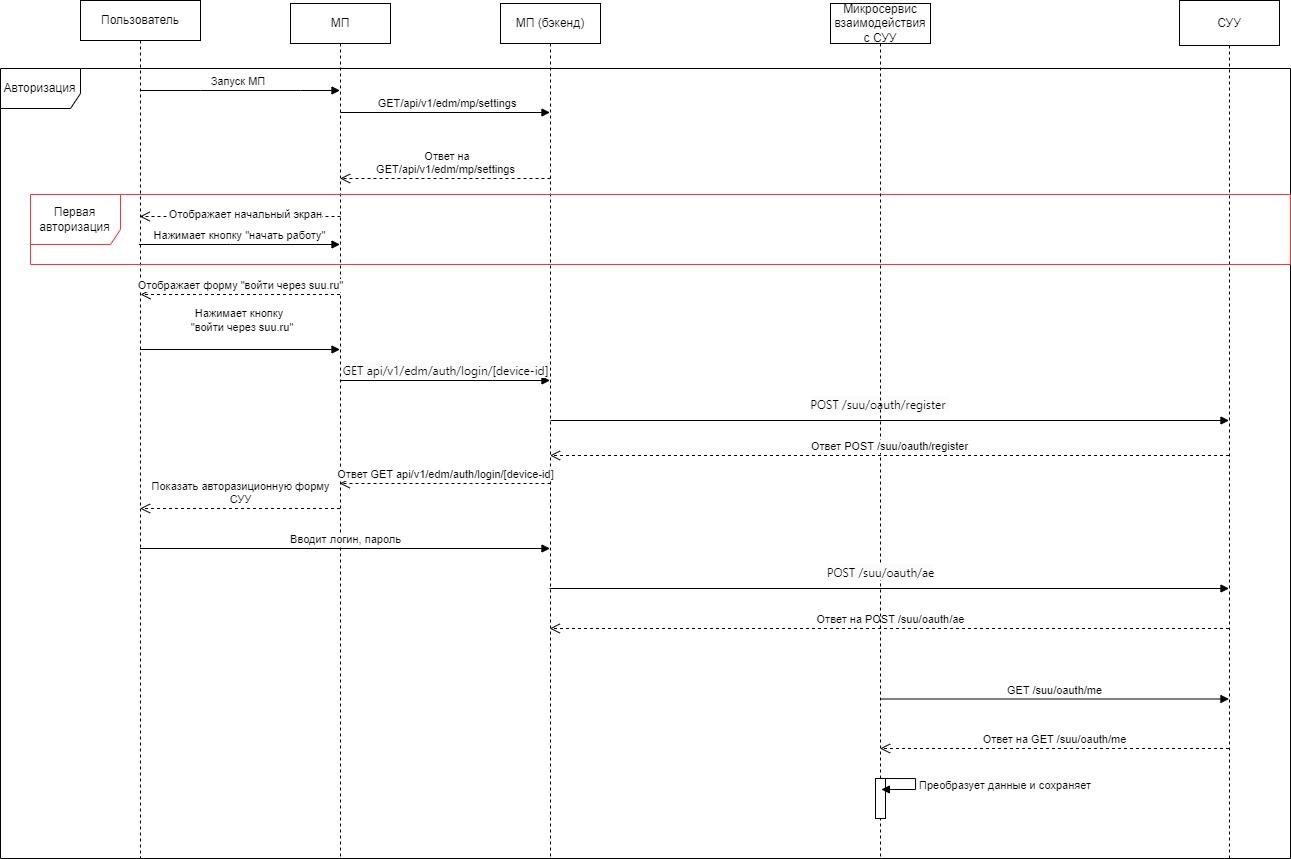 Пользователь
МП
МП (бэкенд)
Микросервис
взаимодействия
с СУУ
СУУ
Авторизация
Запуск МП
GET/api/v1/edm/mp/settings
Ответ на
GET/api/v1/edm/mp/settings
Первая
авторизация
Отображает начальный экран
Нажимает кнопку "начать работу"
Отображает форму "войти через suu.ru"
Нажимает кнопку
"войти через suu.ru"
GET api/v1/edm/auth/login/[device-id]
POST /suu/oauth/register
Ответ POST /suu/oauth/register
Ответ GET api/v1/edm/auth/login/[device-id]
Показать авторазиционную форму
СУУ
Вводит логин, пароль
POST /suu/oauth/ae
Ответ на POST /suu/oauth/ae
GET /suu/oauth/me
Ответ на GET /suu/oauth/me
Преобразует данные и сохраняет